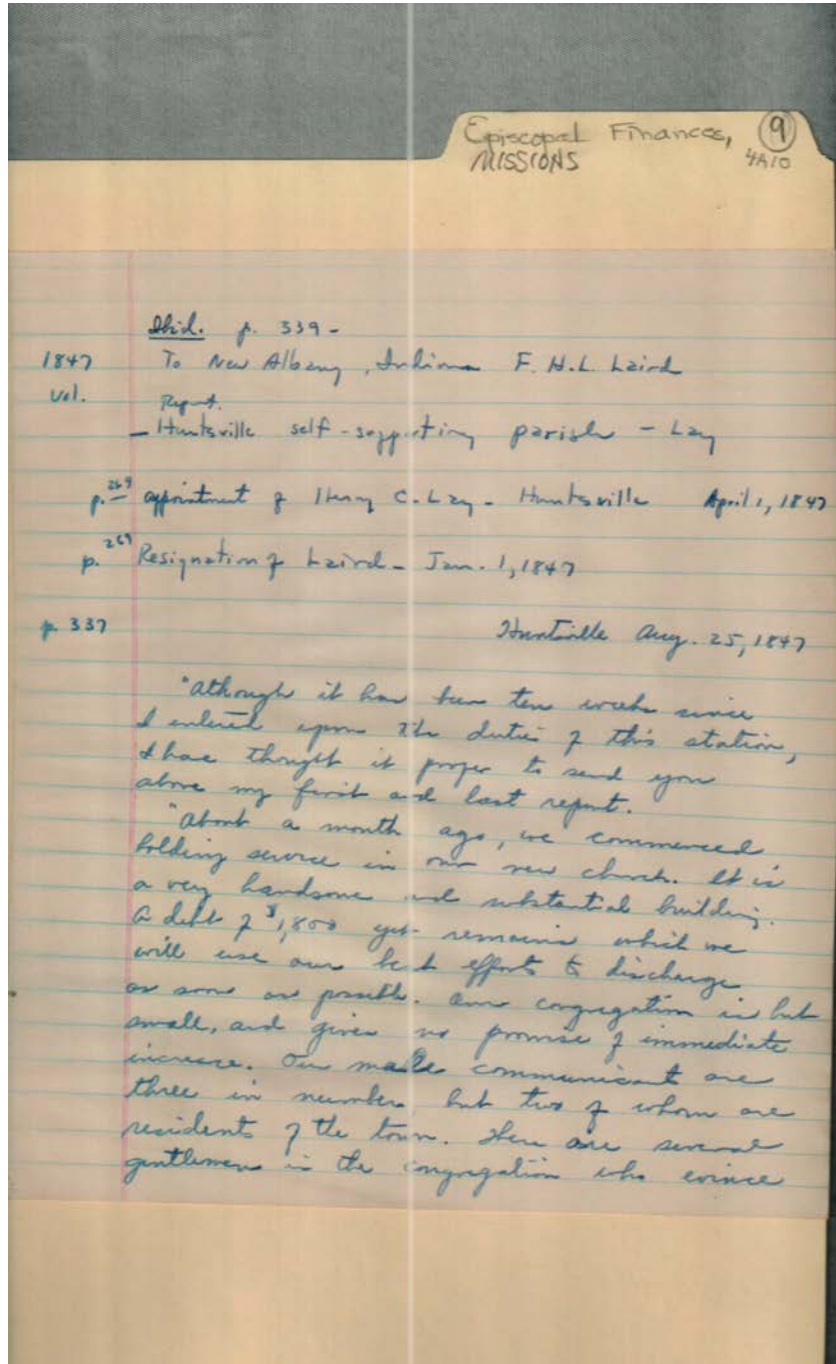 Episcopal Finances, 9
MISSIONS 4A10
Ibid. p. 339-
1847 To New Albany, Indiana F. H. L. Laird
Vol. Report.
- Huntsville self-supporting parish - Lay
p. 269 appointment of Henry C. Lay - Huntsville April 1, 1847
p. 269 Resignation of Laird - Jan. 1, 1847
p. 337 Huntsville Aug. 25, 1847
"Athough it has been ten weeks since
I entered upon the duties of this station,
I have thought it proper to send you
above my first and last report.
"About a month ago, we commenced
holding service in our new church. It is
a very handsome and substantial building.
A debt of $1,800 yet remains which we
will use our best efforts to discharge
as soon as possible. Our congregation is but
small, and gives no promise of immediate
increase. Our male communicant are
three in number but two of whom are
residents of the town. There are several
gentlemen in the congregation who evince